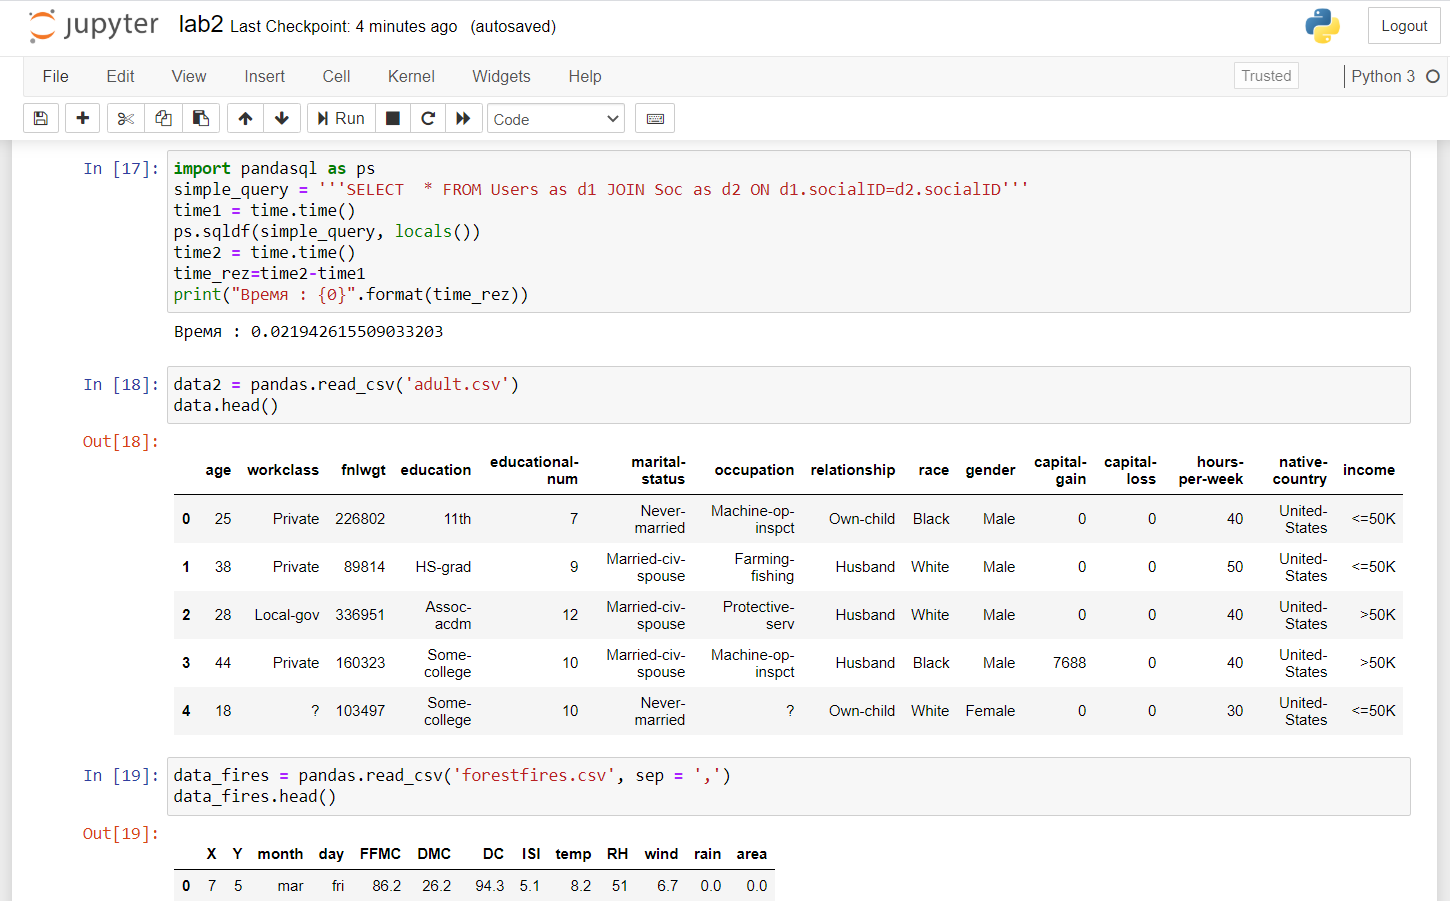 jupyter lab2 Last Checkpoint: 4 minutes ago (autosaved) Logout
File Edit View Insert Cell Kernel Widgets Help Trusted Python 3
Run Code
In [17]: import pandasql as ps
simple_query = '''SELECT  * FROM Users as d1 JOIN Soc as d2 ON d1.socialID=d2.socialID'''
time1 = time.time()
ps.sqldf(simple_query, locals())
time2 = time.time()
time_rez=time2-time1
print("Время : {0}".format(time_rez))
Время : 0.021942615509033203
In [18]: data2 = pandas.read_csv('adult.csv')
data.head()
Out[18]:
age workclass fnlwgt education educational-num marital-status occupation relationship race gender capital-gain capital-loss hours-per-week native-country income
0 25 Private 226802 11th 7 Never-married Machine-op-inspct Own-child Black Male 0 0 40 United-States <=50K
1 38 Private 89814 HS-grad 9 Married-civ-spouse Farming-fishing Husband White Male 0 0 50 United-States <=50K
2 28 Local-gov 336951 Assoc-acdm 12 Married-civ-spouse Protective-serv Husband White Male 0 0 40 United-States >50K
3 44 Private 160323 Some-college 10 Married-civ-spouse Machine-op-inspct Husband Black Male 7688 0 40 United-States >50K
4 18 ? 103497 Some-college 10 Never-married ? Own-child White Female 0 0 30 United-States <=50K
In [19]: data_fires = pandas.read_csv('forestfires.csv', sep = ',')
data_fires.head()
Out[19]:
X Y month day FFMC DMC DC ISI temp RH wind rain area
0 7 5 mar fri 86.2 26.2 94.3 5.1 8.2 51 6.7 0.0 0.0